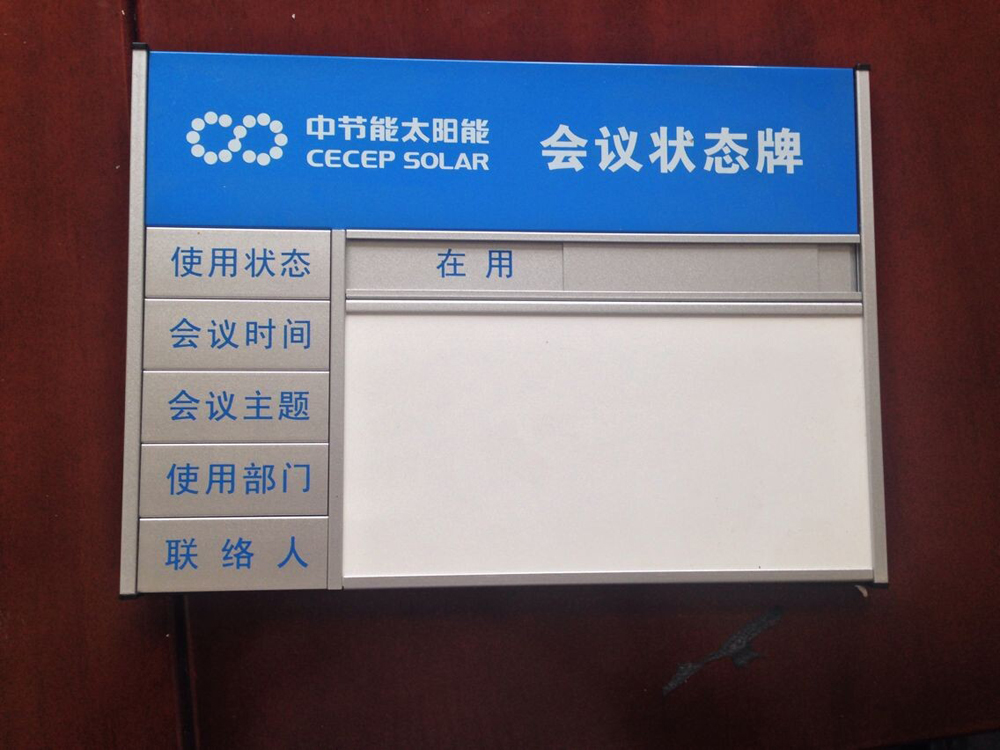 中节能太阳能
CECEP SOLAR
会议状态牌
使用状态
在 用
会议时间
会议主题
使用部门
联 络 人